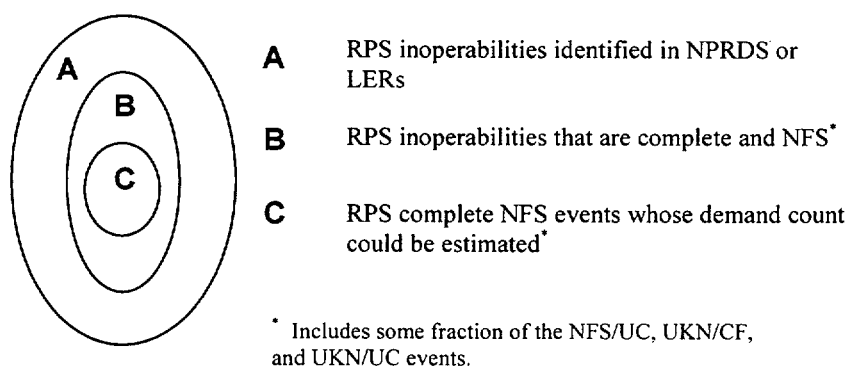 A
B
C
A RPS inoperabilities identified in NPRDS or
LERs
B RPS inoperabilities that are complete and NFS*
C RPS complete NFS events whose demand count
could be estimated*
* Includes some fraction of the NFS/UC, UKN/CF,
and UKN/UC events.